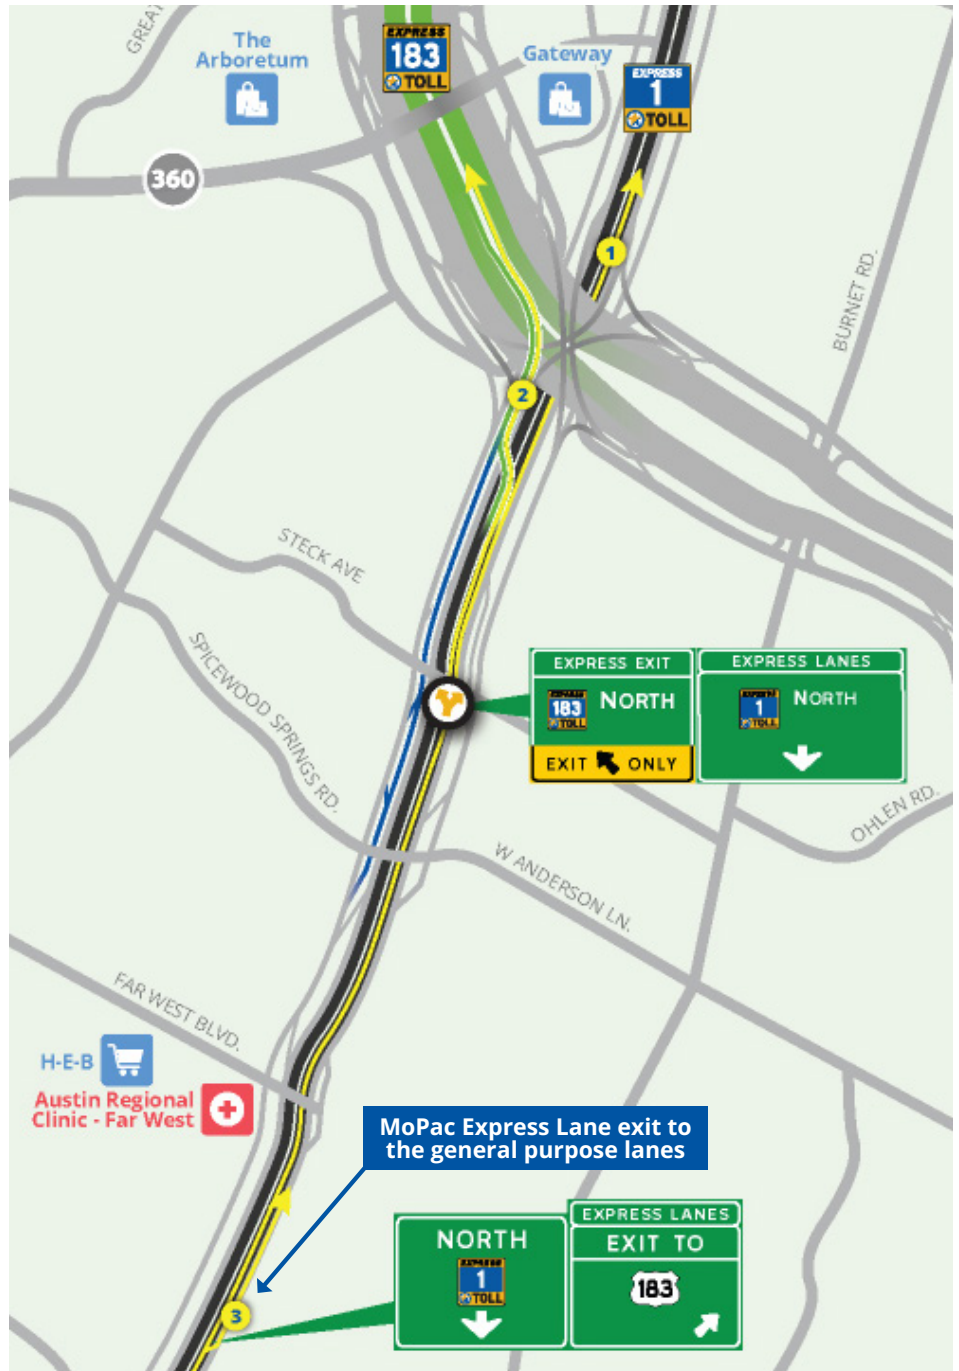 GREAT
The
Arboretum
EXPRESS
183
TOLL
Gateway
EXPRESS
1
TOLL
360
1
BURNET RD.
2
STECK AVE
SPICEWOOD SPRINGS RD.
EXPRESS EXIT
EXPRESS
183
TOLL
NORTH
EXIT ONLY
EXPRESS LANES
EXPRESS
1
TOLL
NORTH
OHLEN RD.
W ANDERSON LN.
FAR WEST BLVD.
H-E-B
Austin Regional
Clinic - Far West
MoPac Express Lane exit to
the general purpose lanes
3
NORTH
EXPRESS
1
TOLL
EXPRESS LANES
EXIT TO
183